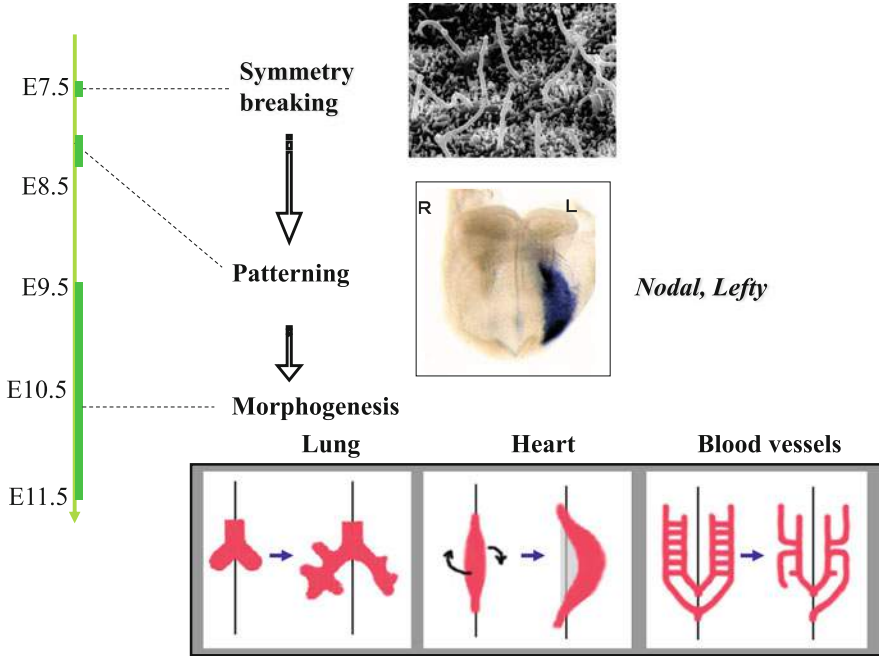 E7.5
Symmetry
breaking
E8.5
R
L
Patterning
E9.5
Nodal, Lefty
E10.5
Morphogenesis
Lung
Heart
Blood vessels
E11.5